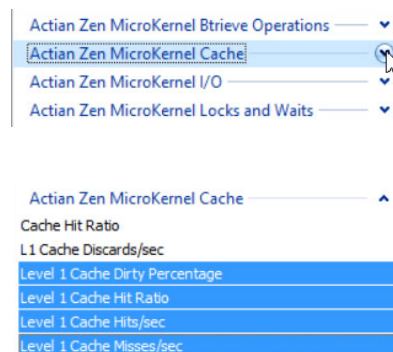 Actian Zen MicroKernel Btrieve Operations
Actian Zen MicroKernel Cache
Actian Zen MicroKernel I/O
Actian Zen MicroKernel Locks and Waits
Actian Zen MicroKernel Cache
Cache Hit Ratio
L1 Cache Discards/sec
Level 1 Cache Dirty Percentage
Level 1 Cache Hit Ratio
Level 1 Cache Hits/sec
Level 1 Cache Misses/sec